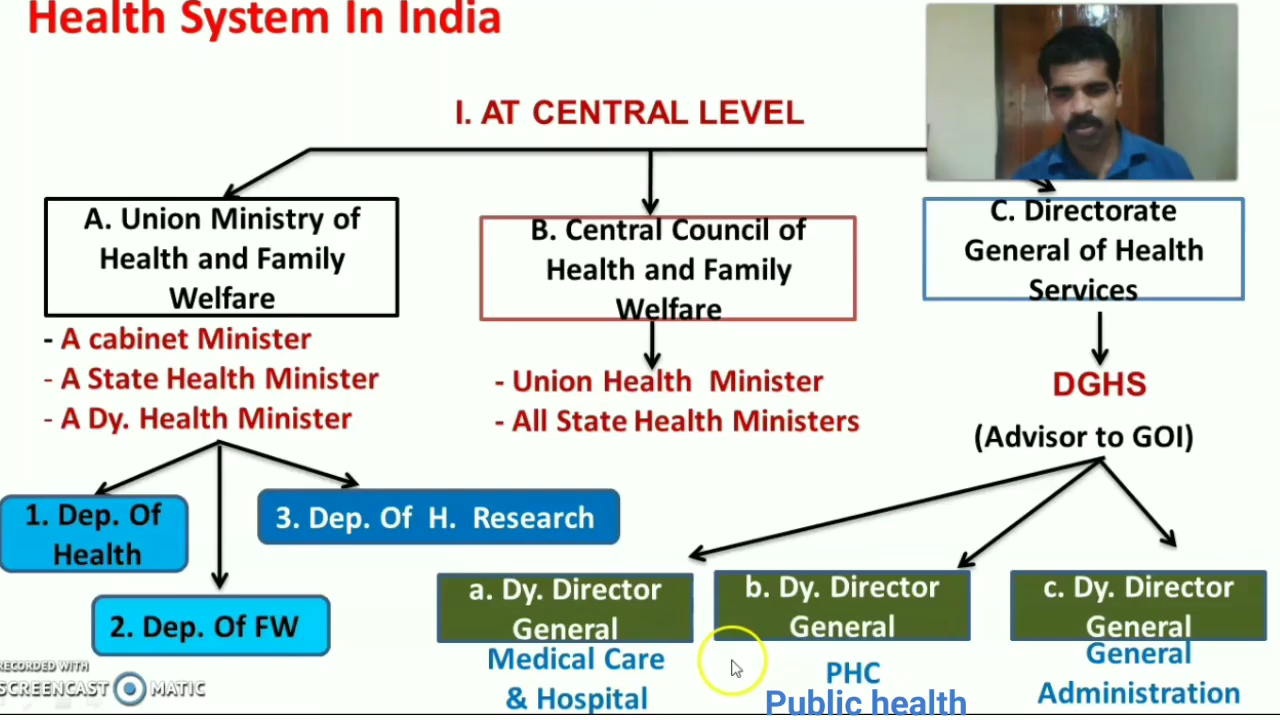 Health System In India
I. AT CENTRAL LEVEL
A. Union Ministry of
Health and Family
Welfare
- A cabinet Minister
- A State Health Minister
- A Dy. Health Minister
1. Dep. Of
Health
2. Dep. Of FW
3. Dep. Of H. Research
B. Central Council of
Health and Family
Welfare
- Union Health Minister
- All State Health Ministers
C. Directorate
General of Health
Services
DGHS
(Advisor to GOI)
a. Dy. Director
General
Medical Care
& Hospital
b. Dy. Director
General
PHC
Public health
c. Dy. Director
General
General
Administration
RECORDED WITH
SCREENCAST MATIC